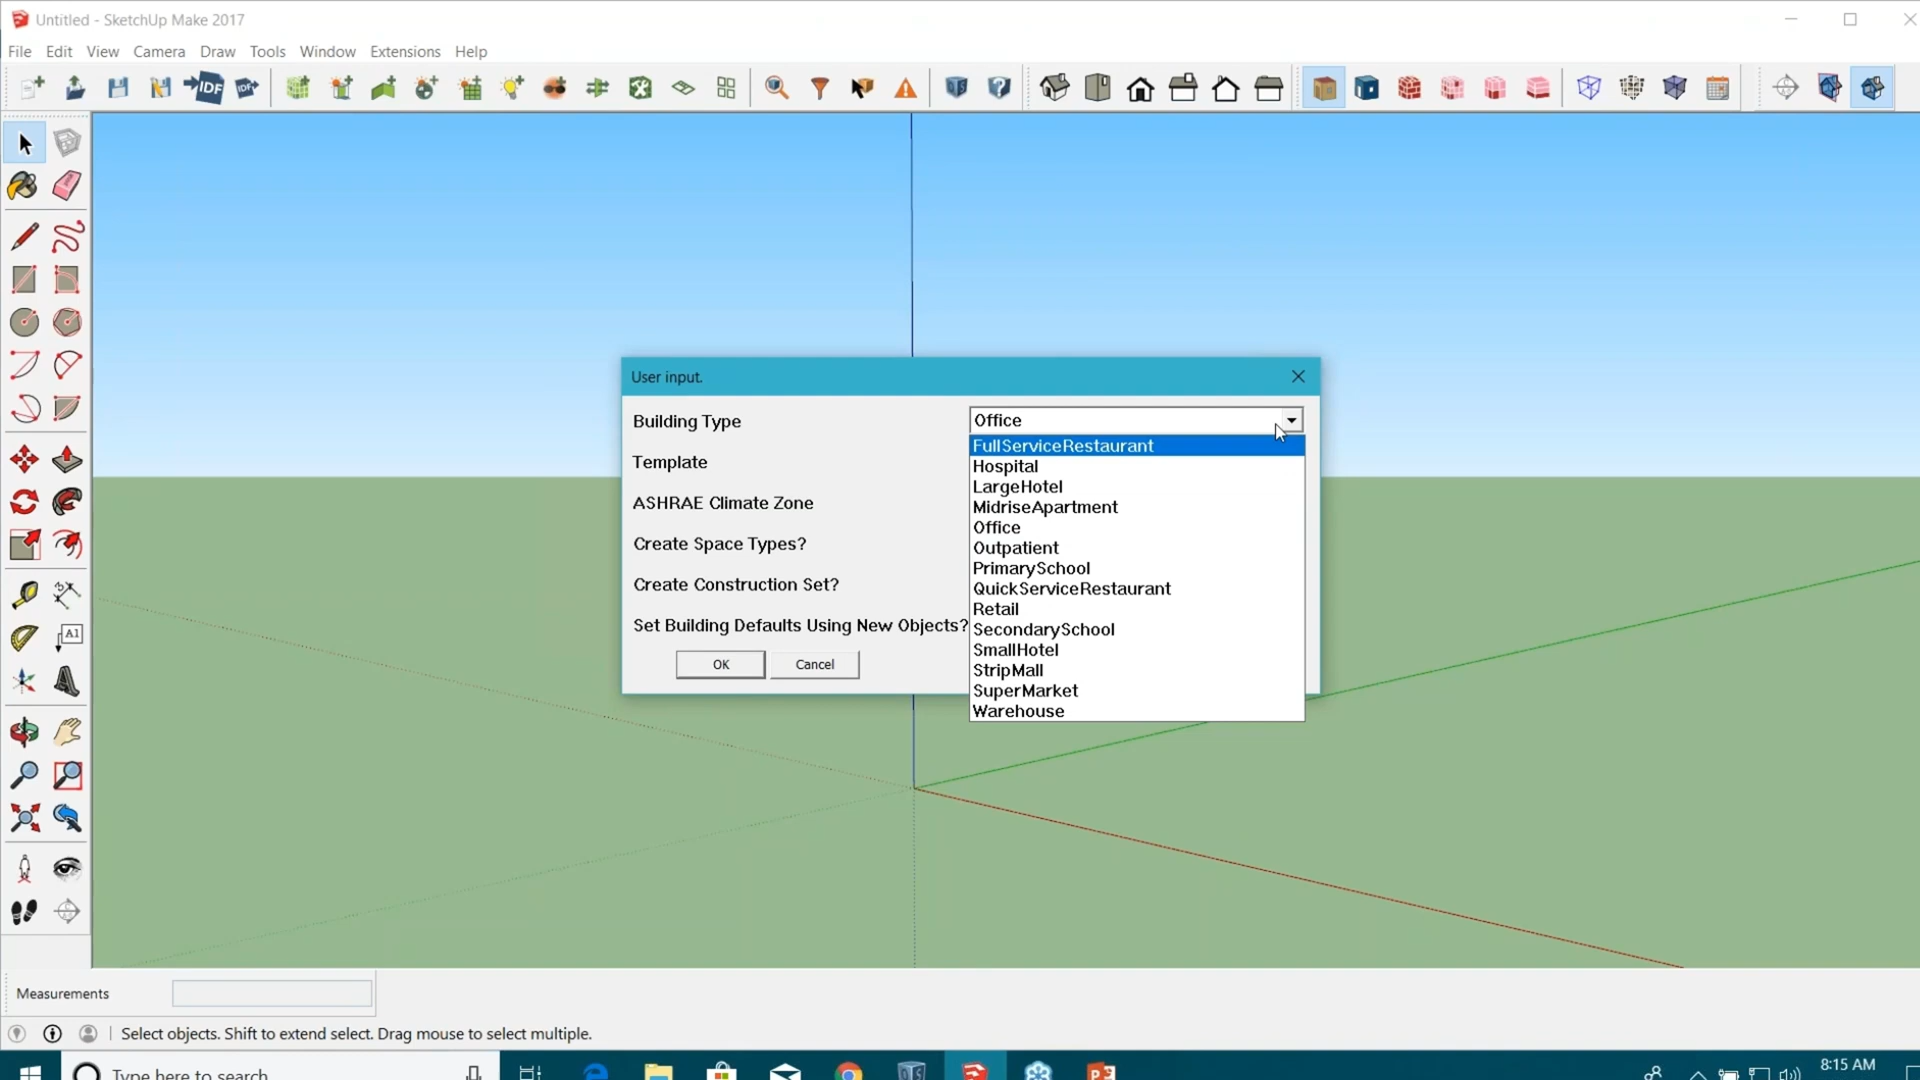 Untitled - SketchUp Make 2017
File Edit View Camera Draw Tools Window Extensions Help
IDF IDF
User input.
Building Type Office
FullServiceRestaurant
Template
Hospital
LargeHotel
ASHRAE Climate Zone
MidriseApartment
Office
Create Space Types?
Outpatient
PrimarySchool
Create Construction Set?
QuickServiceRestaurant
Retail
Set Building Defaults Using New Objects?
SecondarySchool
SmallHotel
OK Cancel
StripMall
SuperMarket
Warehouse
A1
Measurements
Select objects. Shift to extend select. Drag mouse to select multiple.
Type here to search
8:15 AM